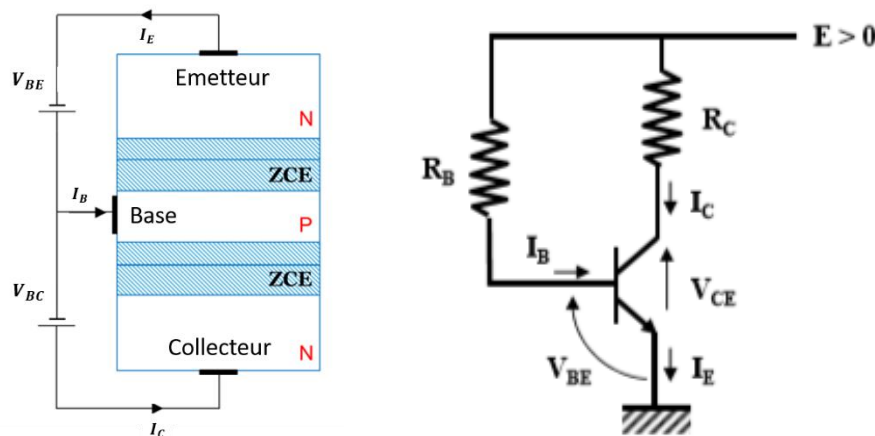 I_E
Emetteur
V_BE
N
ZCE
I_B
Base
P
ZCE
V_BC
Collecteur
N
I_C
E > 0
R_C
R_B
I_C
I_B
V_CE
V_BE
I_E